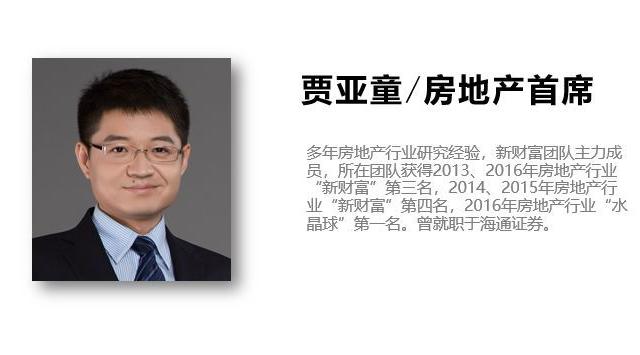 贾亚童/房地产首席
多年房地产行业研究经验，新财富团队主力成
员，所在团队获得2013、2016年房地产行业
“新财富”第三名，2014、2015年房地产行
业“新财富”第四名，2016年房地产行业“水
晶球”第一名。曾就职于海通证券。